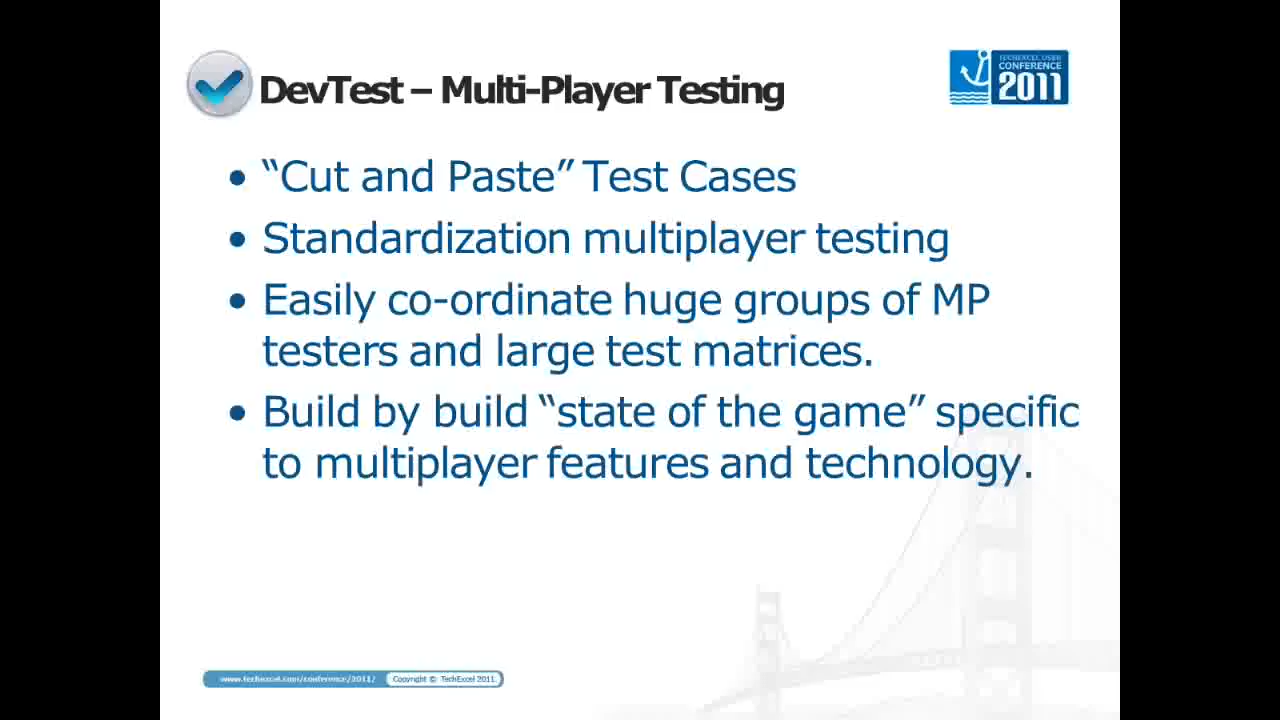 DevTest – Multi-Player Testing
TECHEXCEL USER
CONFERENCE
2011
• “Cut and Paste” Test Cases
• Standardization multiplayer testing
• Easily co-ordinate huge groups of MP
testers and large test matrices.
• Build by build “state of the game” specific
to multiplayer features and technology.
www.techexcel.com/conference/2011/ Copyright © TechExcel 2011